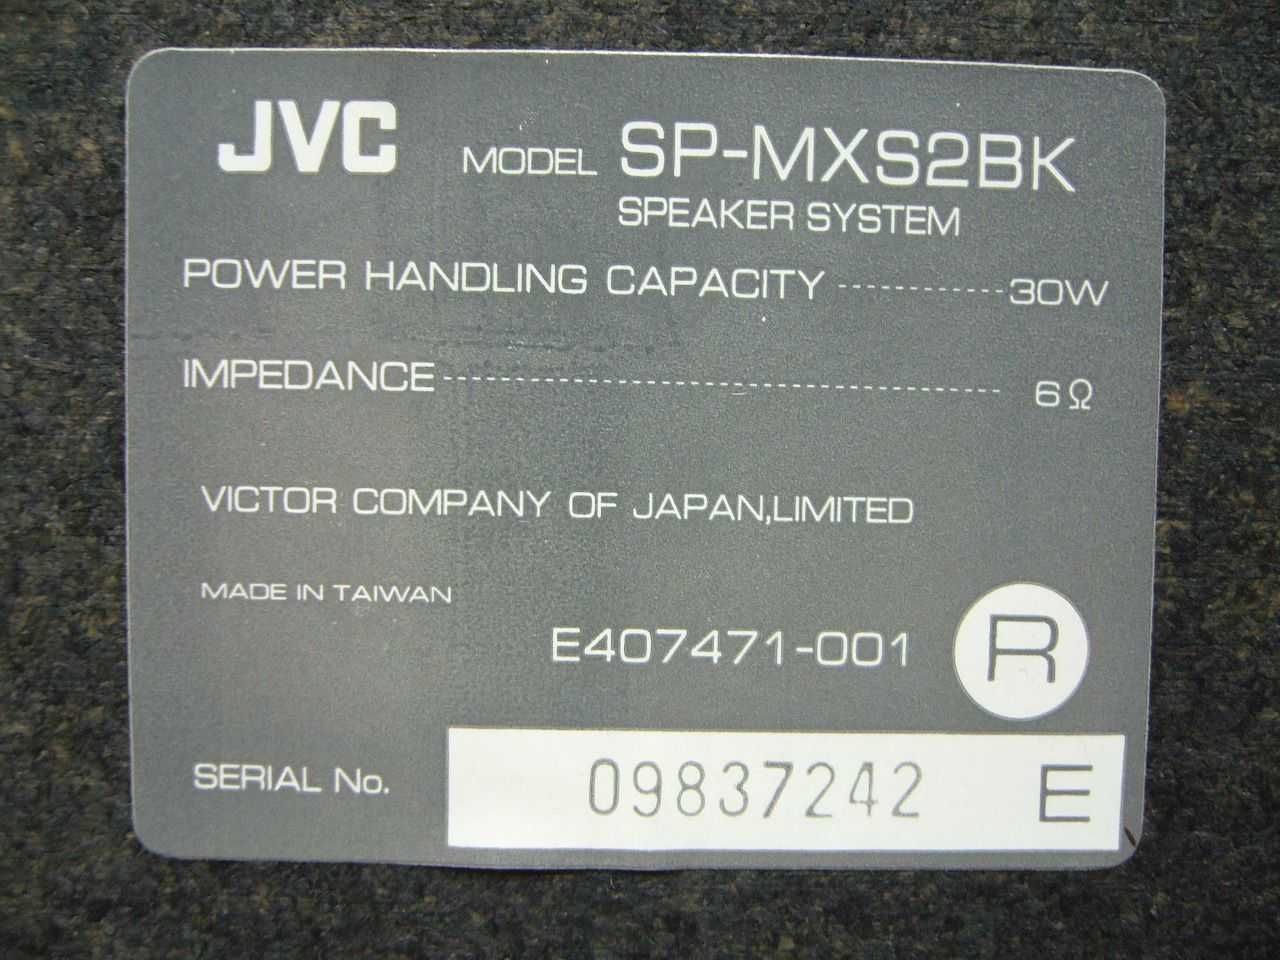 JVC MODEL SP-MXS2BK
SPEAKER SYSTEM
POWER HANDLING CAPACITY ----------- 30W
IMPEDANCE -------------------------------------- 6Ω
VICTOR COMPANY OF JAPAN,LIMITED
MADE IN TAIWAN
E407471-001 R
SERIAL No. 09837242 E